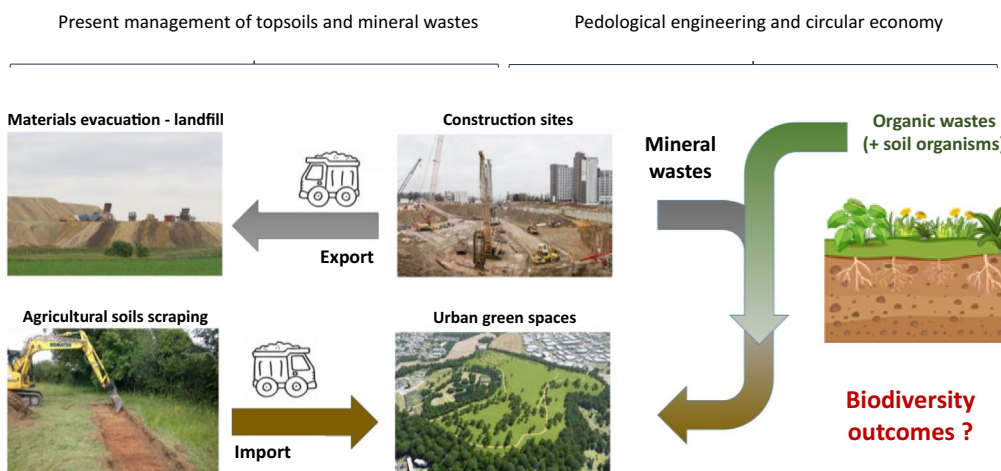 Present management of topsoils and mineral wastes
Pedological engineering and circular economy
Materials evacuation - landfill
Construction sites
Export
Agricultural soils scraping
Urban green spaces
Import
Mineral
wastes
Organic wastes
(+ soil organisms)
Biodiversity
outcomes ?